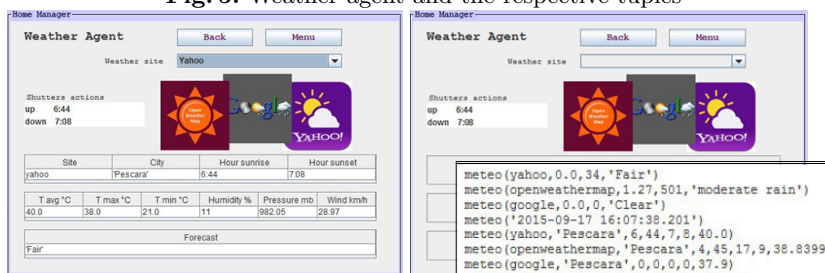 Fig. 3. Weather agent and the respective tuples
Home Manager
Weather Agent
Back
Menu
Weather site
Yahoo
Shutters actions
up 6:44
down 7:08
Open Weather Map
Google
YAHOO!
Site City Hour sunrise Hour sunset
yahoo 'Pescara' 6:44 7:08
T avg °C T max °C T min °C Humidity % Pressure mb Wind km/h
40.0 38.0 21.0 11 982.05 28.97
Forecast
'Fair'
Home Manager
Weather Agent
Back
Menu
Weather site
Shutters actions
up 6:44
down 7:08
Open Weather Map
Google
YAHOO!
meteo(yahoo,0.0,34,'Fair')
meteo(openweathermap,1.27,501,'moderate rain')
meteo(google,0.0,0,'Clear')
meteo('2015-09-17 16:07:38.201')
meteo(yahoo,'Pescara',6,44,7,8,40.0)
meteo(openweathermap,'Pescara',4,45,17,9,38.8399
meteo(google,'Pescara',0,0,0,0,37.9)